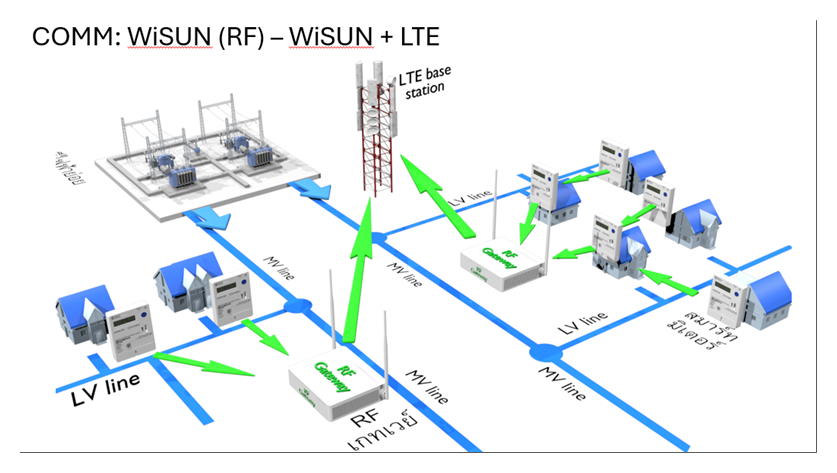 COMM: WiSUN (RF) – WiSUN + LTE
LTE base
station
LV line
RF
Gateway
MV line
MV line
LV line
สมาร์ท
มิเตอร์
RF
Gateway
LV line
MV line
MV line
RF
เกทเวย์